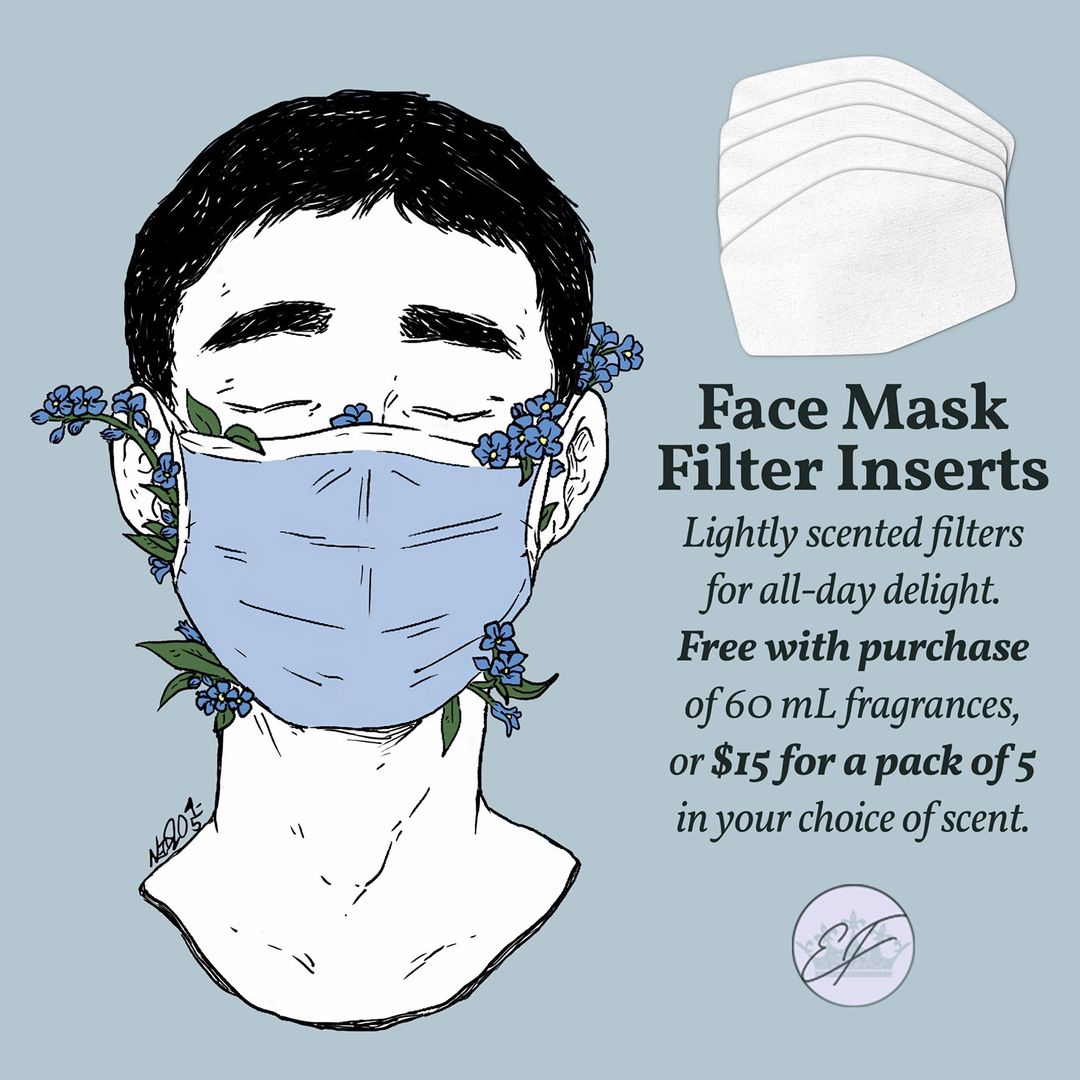 Face Mask
Filter Inserts
Lightly scented filters
for all-day delight.
Free with purchase
of 60 mL fragrances,
or $15 for a pack of 5
in your choice of scent.
EF